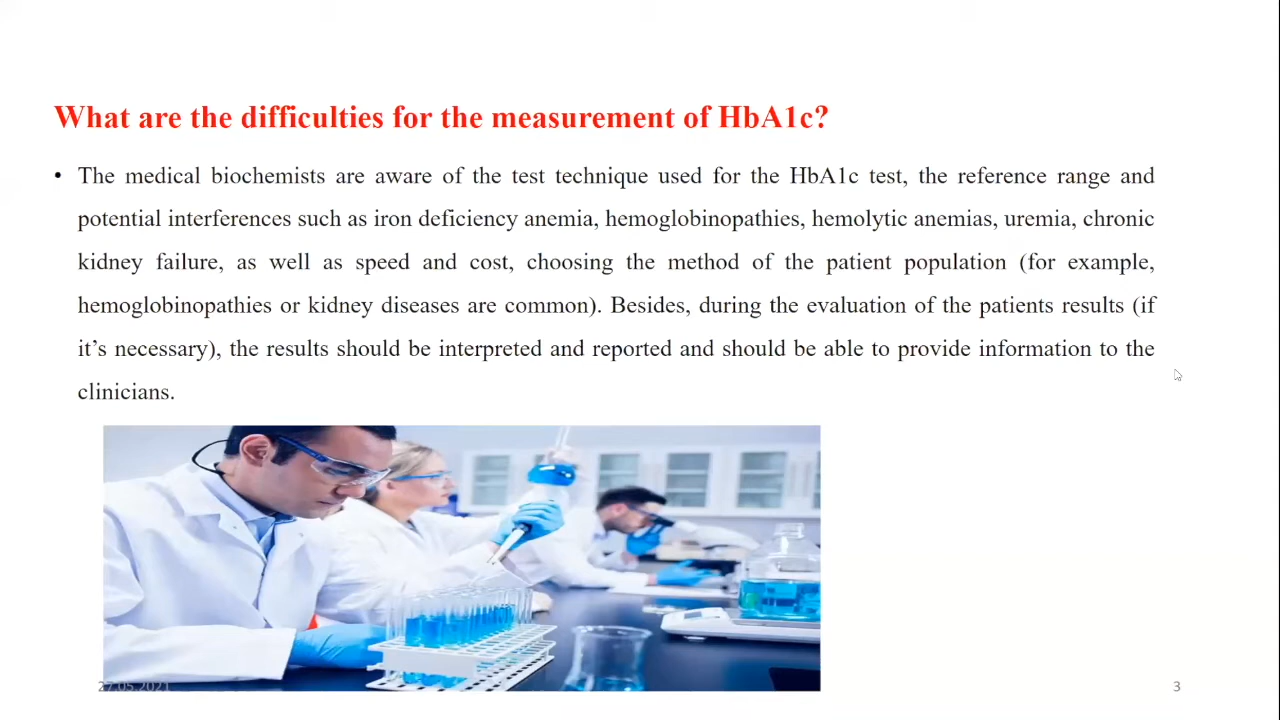 What are the difficulties for the measurement of HbA1c?
• The medical biochemists are aware of the test technique used for the HbA1c test, the reference range and
potential interferences such as iron deficiency anemia, hemoglobinopathies, hemolytic anemias, uremia, chronic
kidney failure, as well as speed and cost, choosing the method of the patient population (for example,
hemoglobinopathies or kidney diseases are common). Besides, during the evaluation of the patients results (if
it’s necessary), the results should be interpreted and reported and should be able to provide information to the
clinicians.
27.05.2021
3